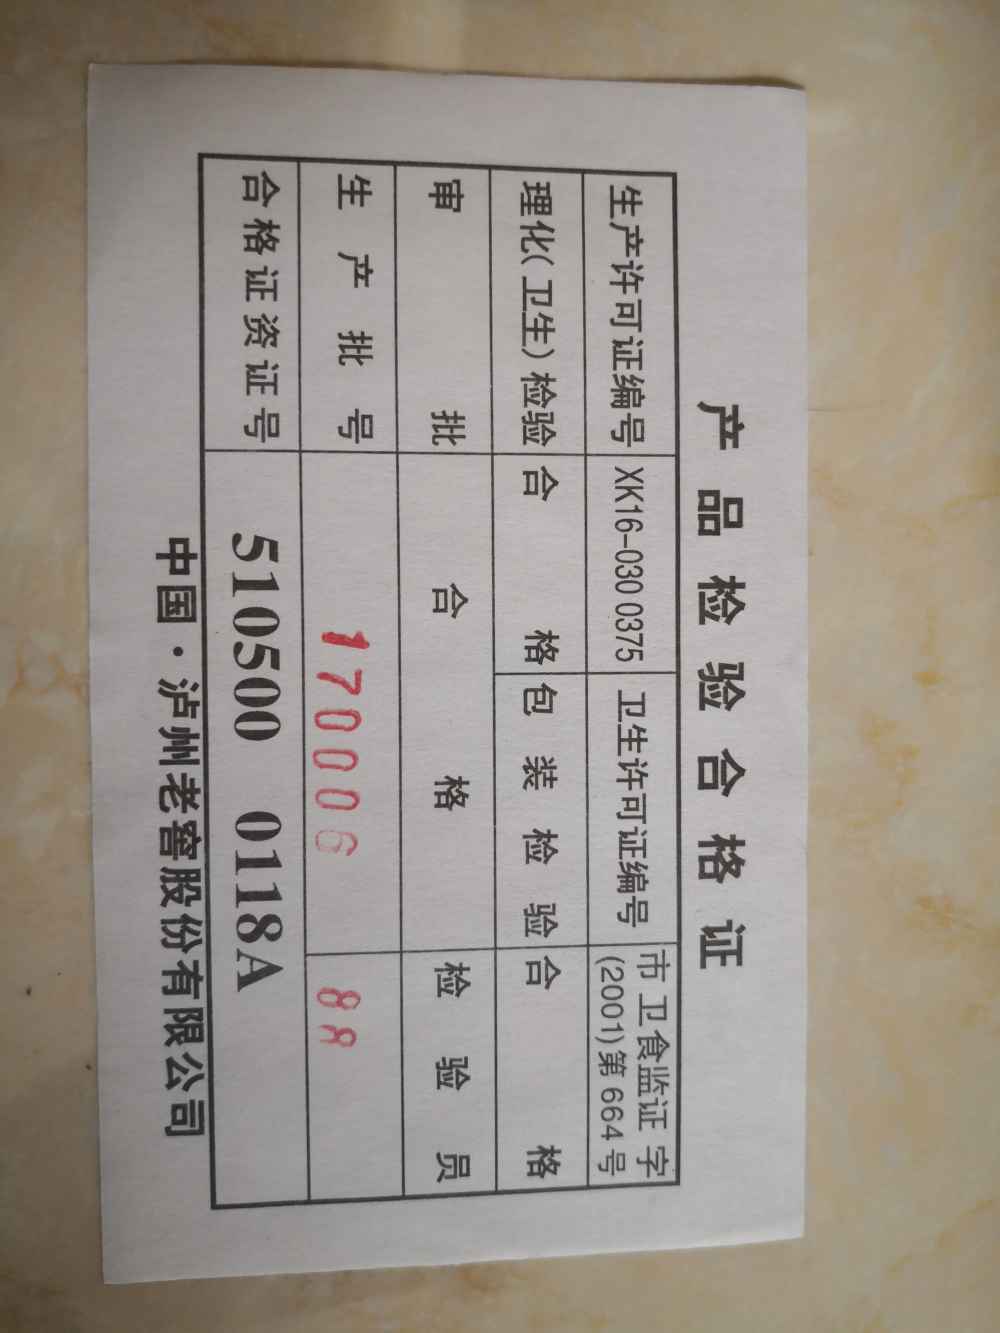 产品检验合格证
生产许可证编号 XK16-030 0375 卫生许可证编号 市卫食监证字(2001)第664号
理化(卫生)检验 合格 包装检验 合格
审批 合格 检验员
生产批号 170006 88
合格证资证号 510500 0118A
中国·泸州老窖股份有限公司